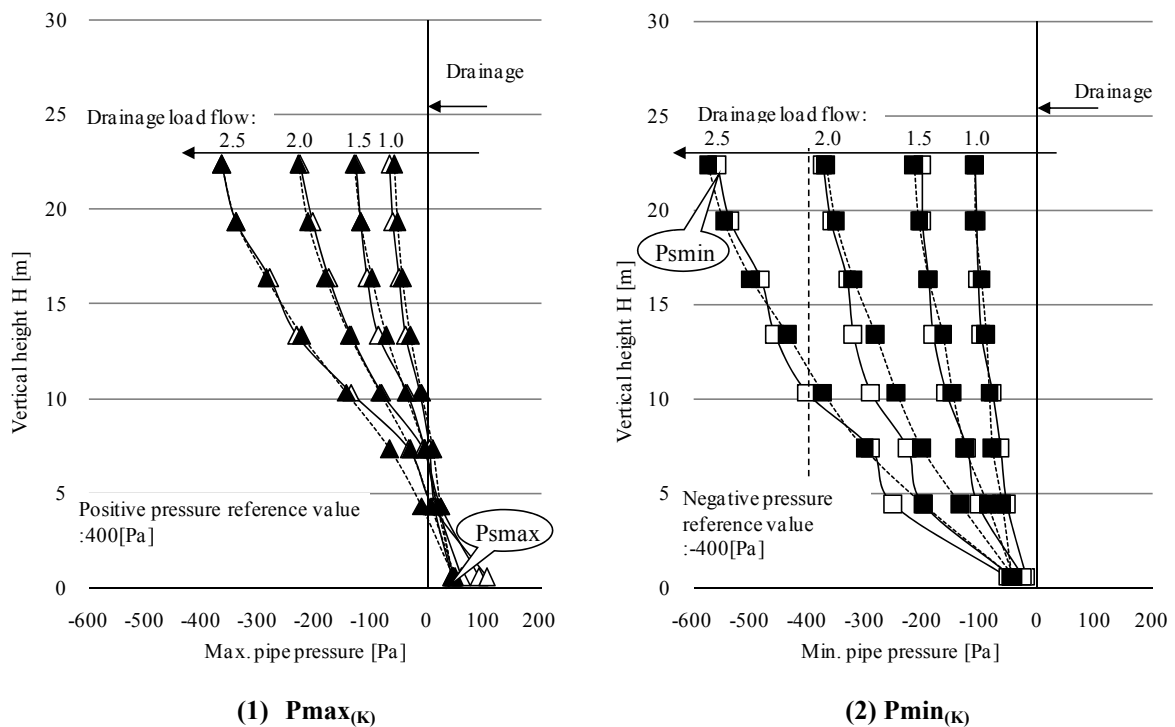 30
25
20
15
10
5
0
Vertical height H [m]
Drainage
Drainage load flow:
2.5 2.0 1.5 1.0
Positive pressure reference value
:400[Pa]
Psmax
-600 -500 -400 -300 -200 -100 0 100 200
Max. pipe pressure [Pa]
(1) Pmax(K)
30
25
20
15
10
5
0
Vertical height H [m]
Drainage
Drainage load flow:
2.5 2.0 1.5 1.0
Psmin
Negative pressure
reference value
:-400[Pa]
-600 -500 -400 -300 -200 -100 0 100 200
Min. pipe pressure [Pa]
(2) Pmin(K)